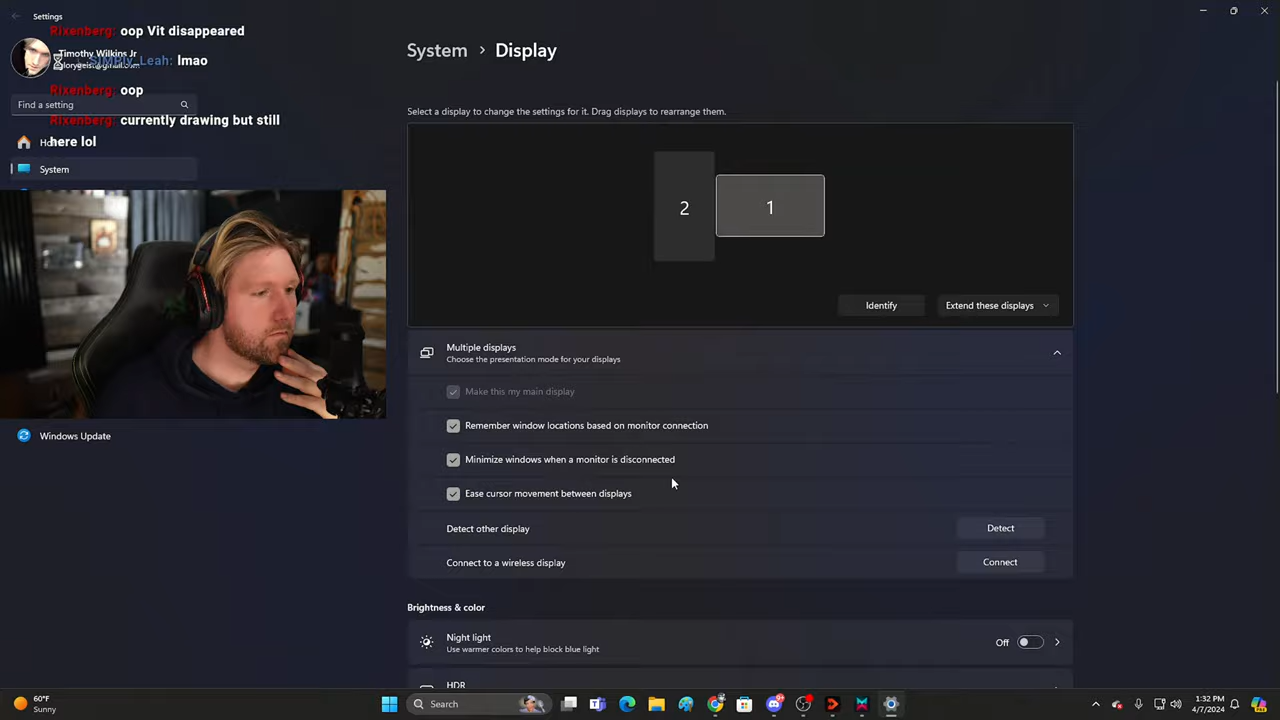 Settings
Rixenberg: oop Vit disappeared
Timothy Wilkins Jr
SIMPLY_Leah: lmao
Rixenberg: oop
Find a setting
Rixenberg: currently drawing but still
here lol
System
Windows Update
System > Display
Select a display to change the settings for it. Drag displays to rearrange them.
2
1
Identify
Extend these displays
Multiple displays
Choose the presentation mode for your displays
Make this my main display
Remember window locations based on monitor connection
Minimize windows when a monitor is disconnected
Ease cursor movement between displays
Detect other display
Detect
Connect to a wireless display
Connect
Brightness & color
Night light
Use warmer colors to help block blue light
Off
HDR
60°F
Sunny
Search
1:32 PM
4/7/2024